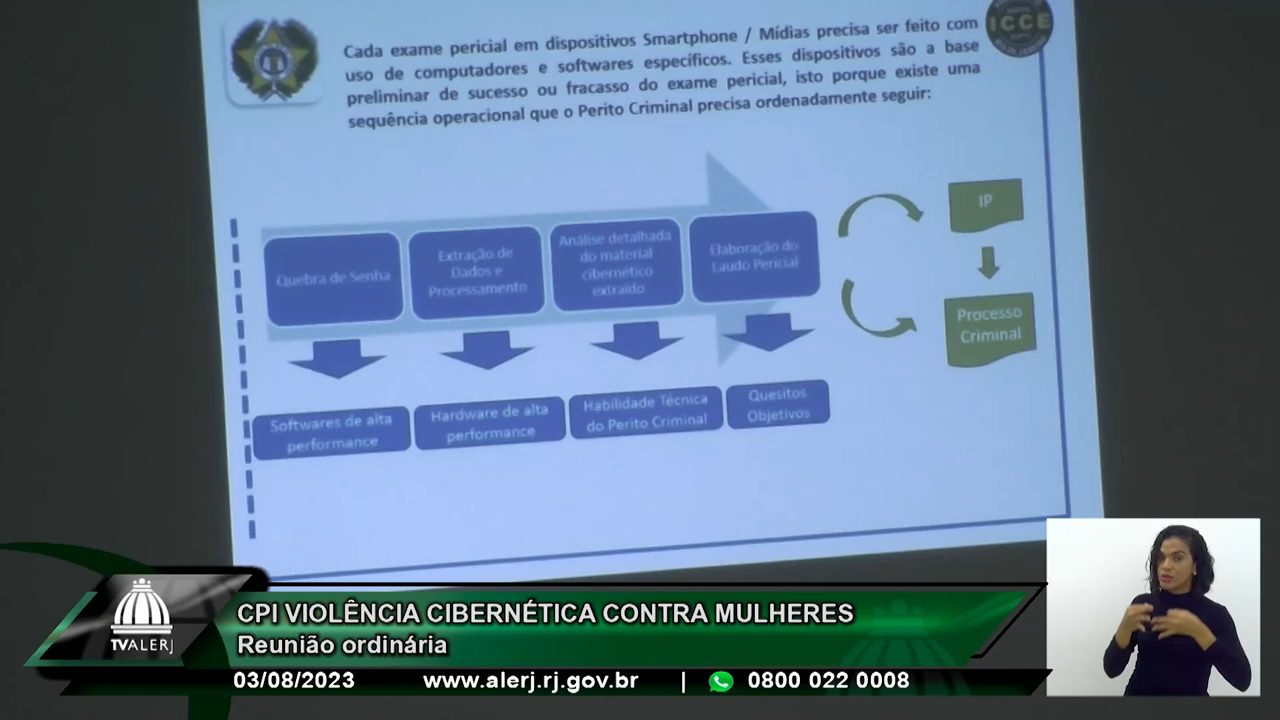 ICCE
Cada exame pericial em dispositivos Smartphone / Mídias precisa ser feito com
uso de computadores e softwares específicos. Esses dispositivos são a base
preliminar de sucesso ou fracasso do exame pericial, isto porque existe uma
sequência operacional que o Perito Criminal precisa ordenadamente seguir:
Quebra de Senha
Extração de
Dados e
Processamento
Análise detalhada
do material
cibernético
extraído
Elaboração do
Laudo Pericial
IP
Processo
Criminal
Softwares de alta
performance
Hardware de alta
performance
Habilidade Técnica
do Perito Criminal
Quesitos
Objetivos
TVALERJ
CPI VIOLÊNCIA CIBERNÉTICA CONTRA MULHERES
Reunião ordinária
03/08/2023 www.alerj.rj.gov.br | 0800 022 0008